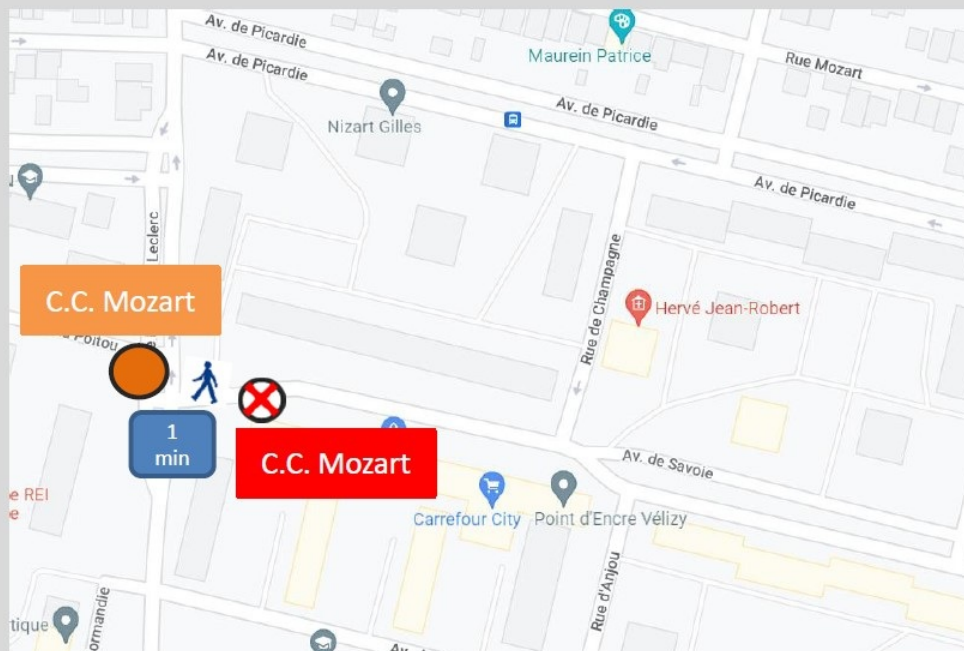 Av. de Picardie
Maurein Patrice
Rue Mozart
Av. de Picardie
Av. de Picardie
Nizart Gilles
Av. de Picardie
Leclerc
C.C. Mozart
Poitou
Rue de Champagne
Hervé Jean-Robert
1
min
C.C. Mozart
Av. de Savoie
e REI
e
Carrefour City
Point d'Encre Vélizy
Rue d'Anjou
tique
ormandie
Av.